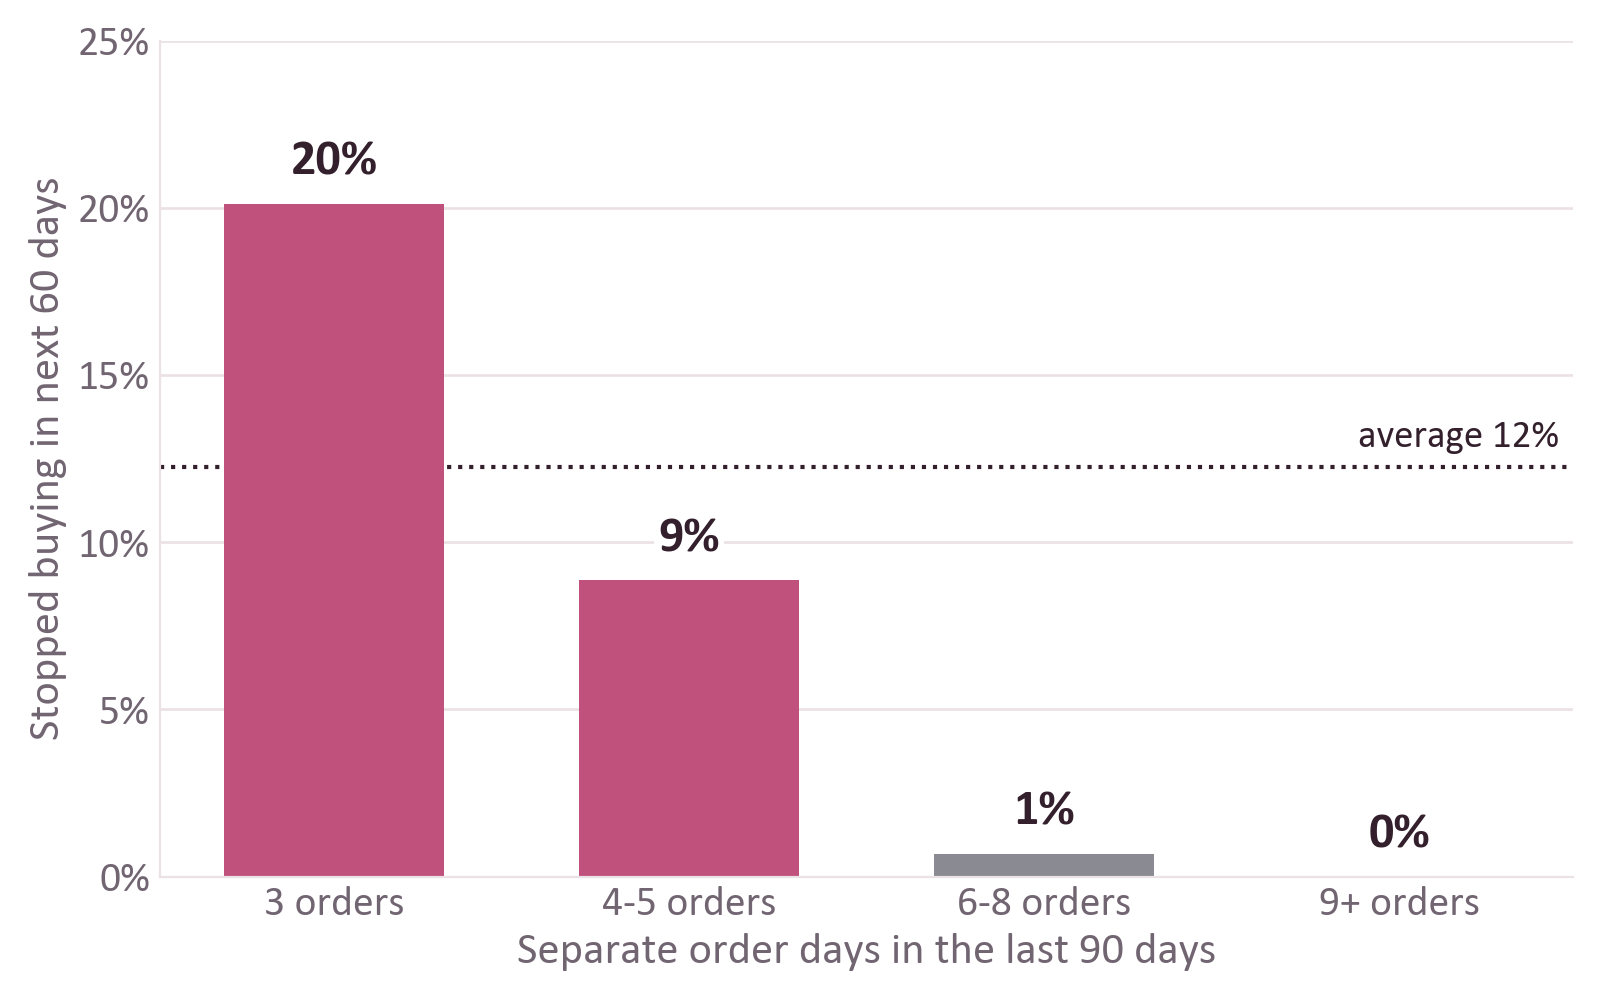 Stopped buying in next 60 days
25%
20%
15%
10%
5%
0%
20%
9%
1%
0%
average 12%
3 orders
4-5 orders
6-8 orders
9+ orders
Separate order days in the last 90 days